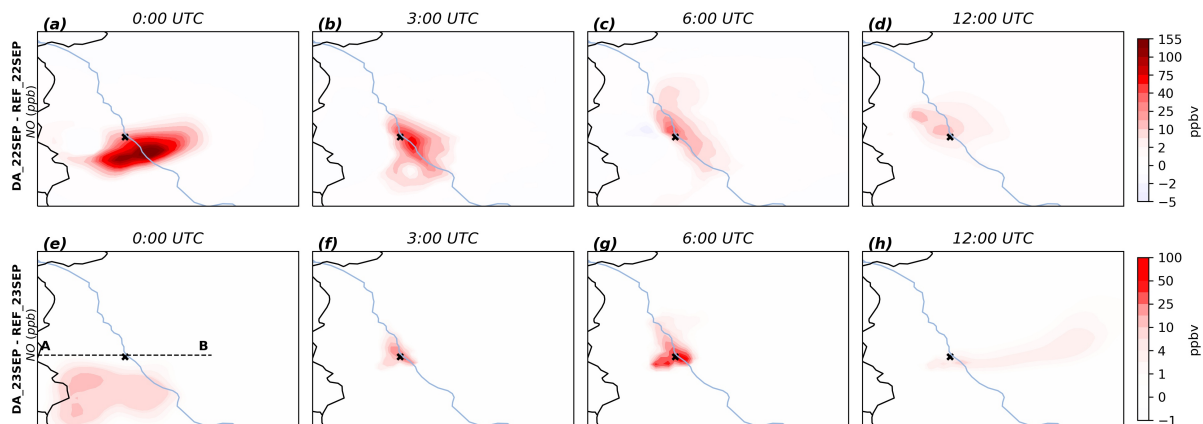 (a) 0:00 UTC
(b) 3:00 UTC
(c) 6:00 UTC
(d) 12:00 UTC
DA_22SEP - REF_22SEP
NO (ppb)
155
100
75
40
25
10
2
0
−2
−5
ppbv
(e) 0:00 UTC
(f) 3:00 UTC
(g) 6:00 UTC
(h) 12:00 UTC
DA_23SEP - REF_23SEP
NO (ppb)
A B
100
50
25
10
4
1
0
−1
ppbv